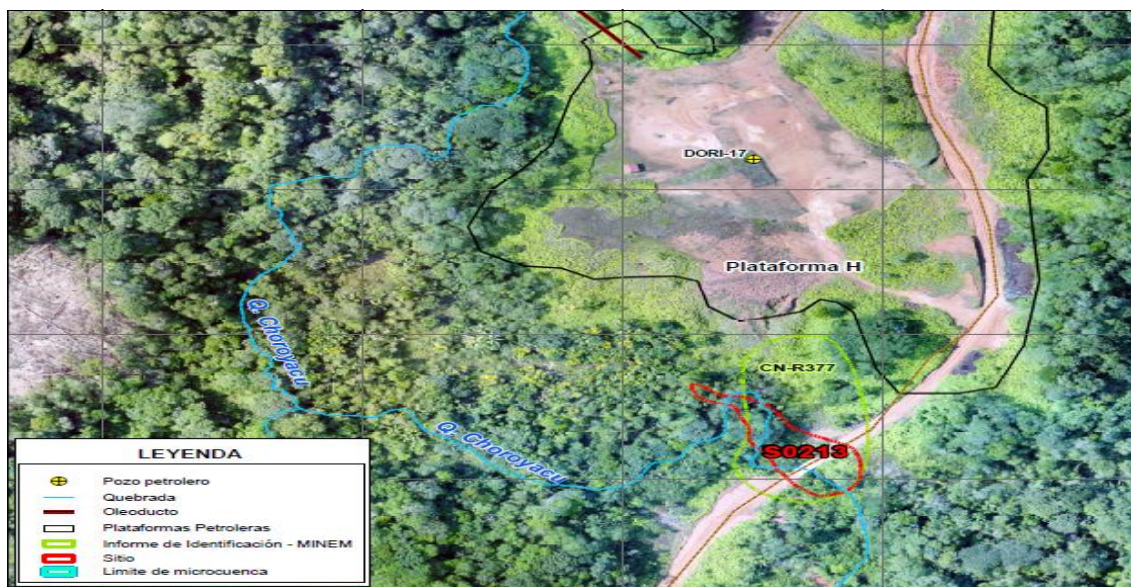 DORI-17
Plataforma H
Q. Choroyacu
CN-R377
Q. Choroyacu
S0213
LEYENDA
Pozo petrolero
Quebrada
Oleoducto
Plataformas Petroleras
Informe de Identificación - MINEM
Sitio
Limite de microcuenca